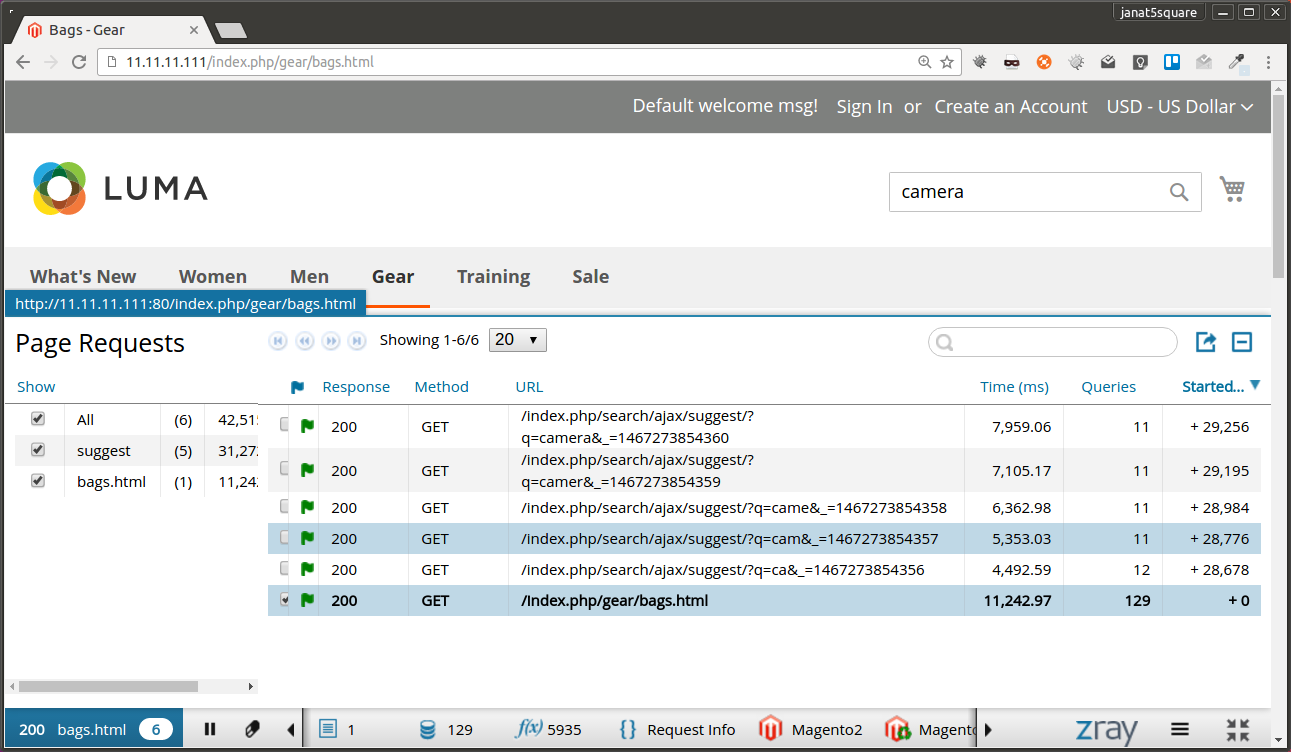 janat5square
Bags - Gear
11.11.11.111/index.php/gear/bags.html
Default welcome msg! Sign In or Create an Account USD - US Dollar
LUMA
camera
What's New Women Men Gear Training Sale
http://11.11.11.111:80/index.php/gear/bags.html
Page Requests Showing 1-6/6 20
Show Response Method URL Time (ms) Queries Started...
All (6) 42,515
suggest (5) 31,272
bags.html (1) 11,242
200 GET /index.php/search/ajax/suggest/?
q=camera&_=1467273854360 7,959.06 11 + 29,256
200 GET /index.php/search/ajax/suggest/?
q=camer&_=1467273854359 7,105.17 11 + 29,195
200 GET /index.php/search/ajax/suggest/?q=came&_=1467273854358 6,362.98 11 + 28,984
200 GET /index.php/search/ajax/suggest/?q=cam&_=1467273854357 5,353.03 11 + 28,776
200 GET /index.php/search/ajax/suggest/?q=ca&_=1467273854356 4,492.59 12 + 28,678
200 GET /index.php/gear/bags.html 11,242.97 129 + 0
200 bags.html 6 1 129 f(x) 5935 {} Request Info Magento2 Magento zray